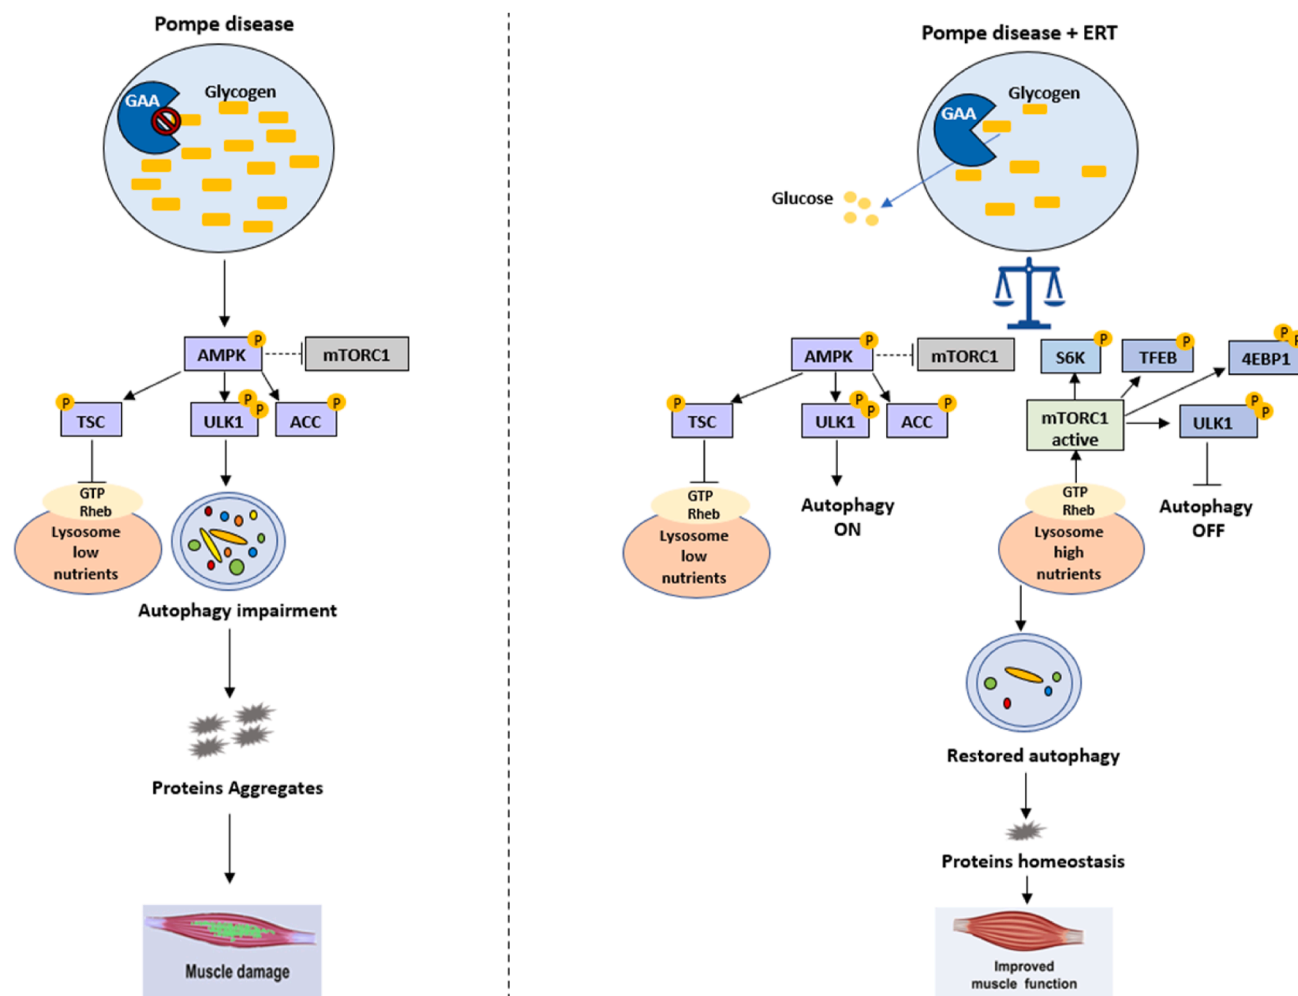 Pompe disease
GAA
Glycogen
P
AMPK
mTORC1
P
TSC
P
P
ULK1
P
ACC
GTP
Rheb
Lysosome
low
nutrients
Autophagy impairment
Proteins Aggregates
Muscle damage
Pompe disease + ERT
GAA
Glycogen
Glucose
P
AMPK
mTORC1
P
TSC
P
P
ULK1
P
ACC
GTP
Rheb
Lysosome
low
nutrients
Autophagy
ON
P
S6K
P
TFEB
P
P
4EBP1
mTORC1
active
P
P
ULK1
GTP
Rheb
Lysosome
high
nutrients
Autophagy
OFF
Restored autophagy
Proteins homeostasis
Improved
muscle function